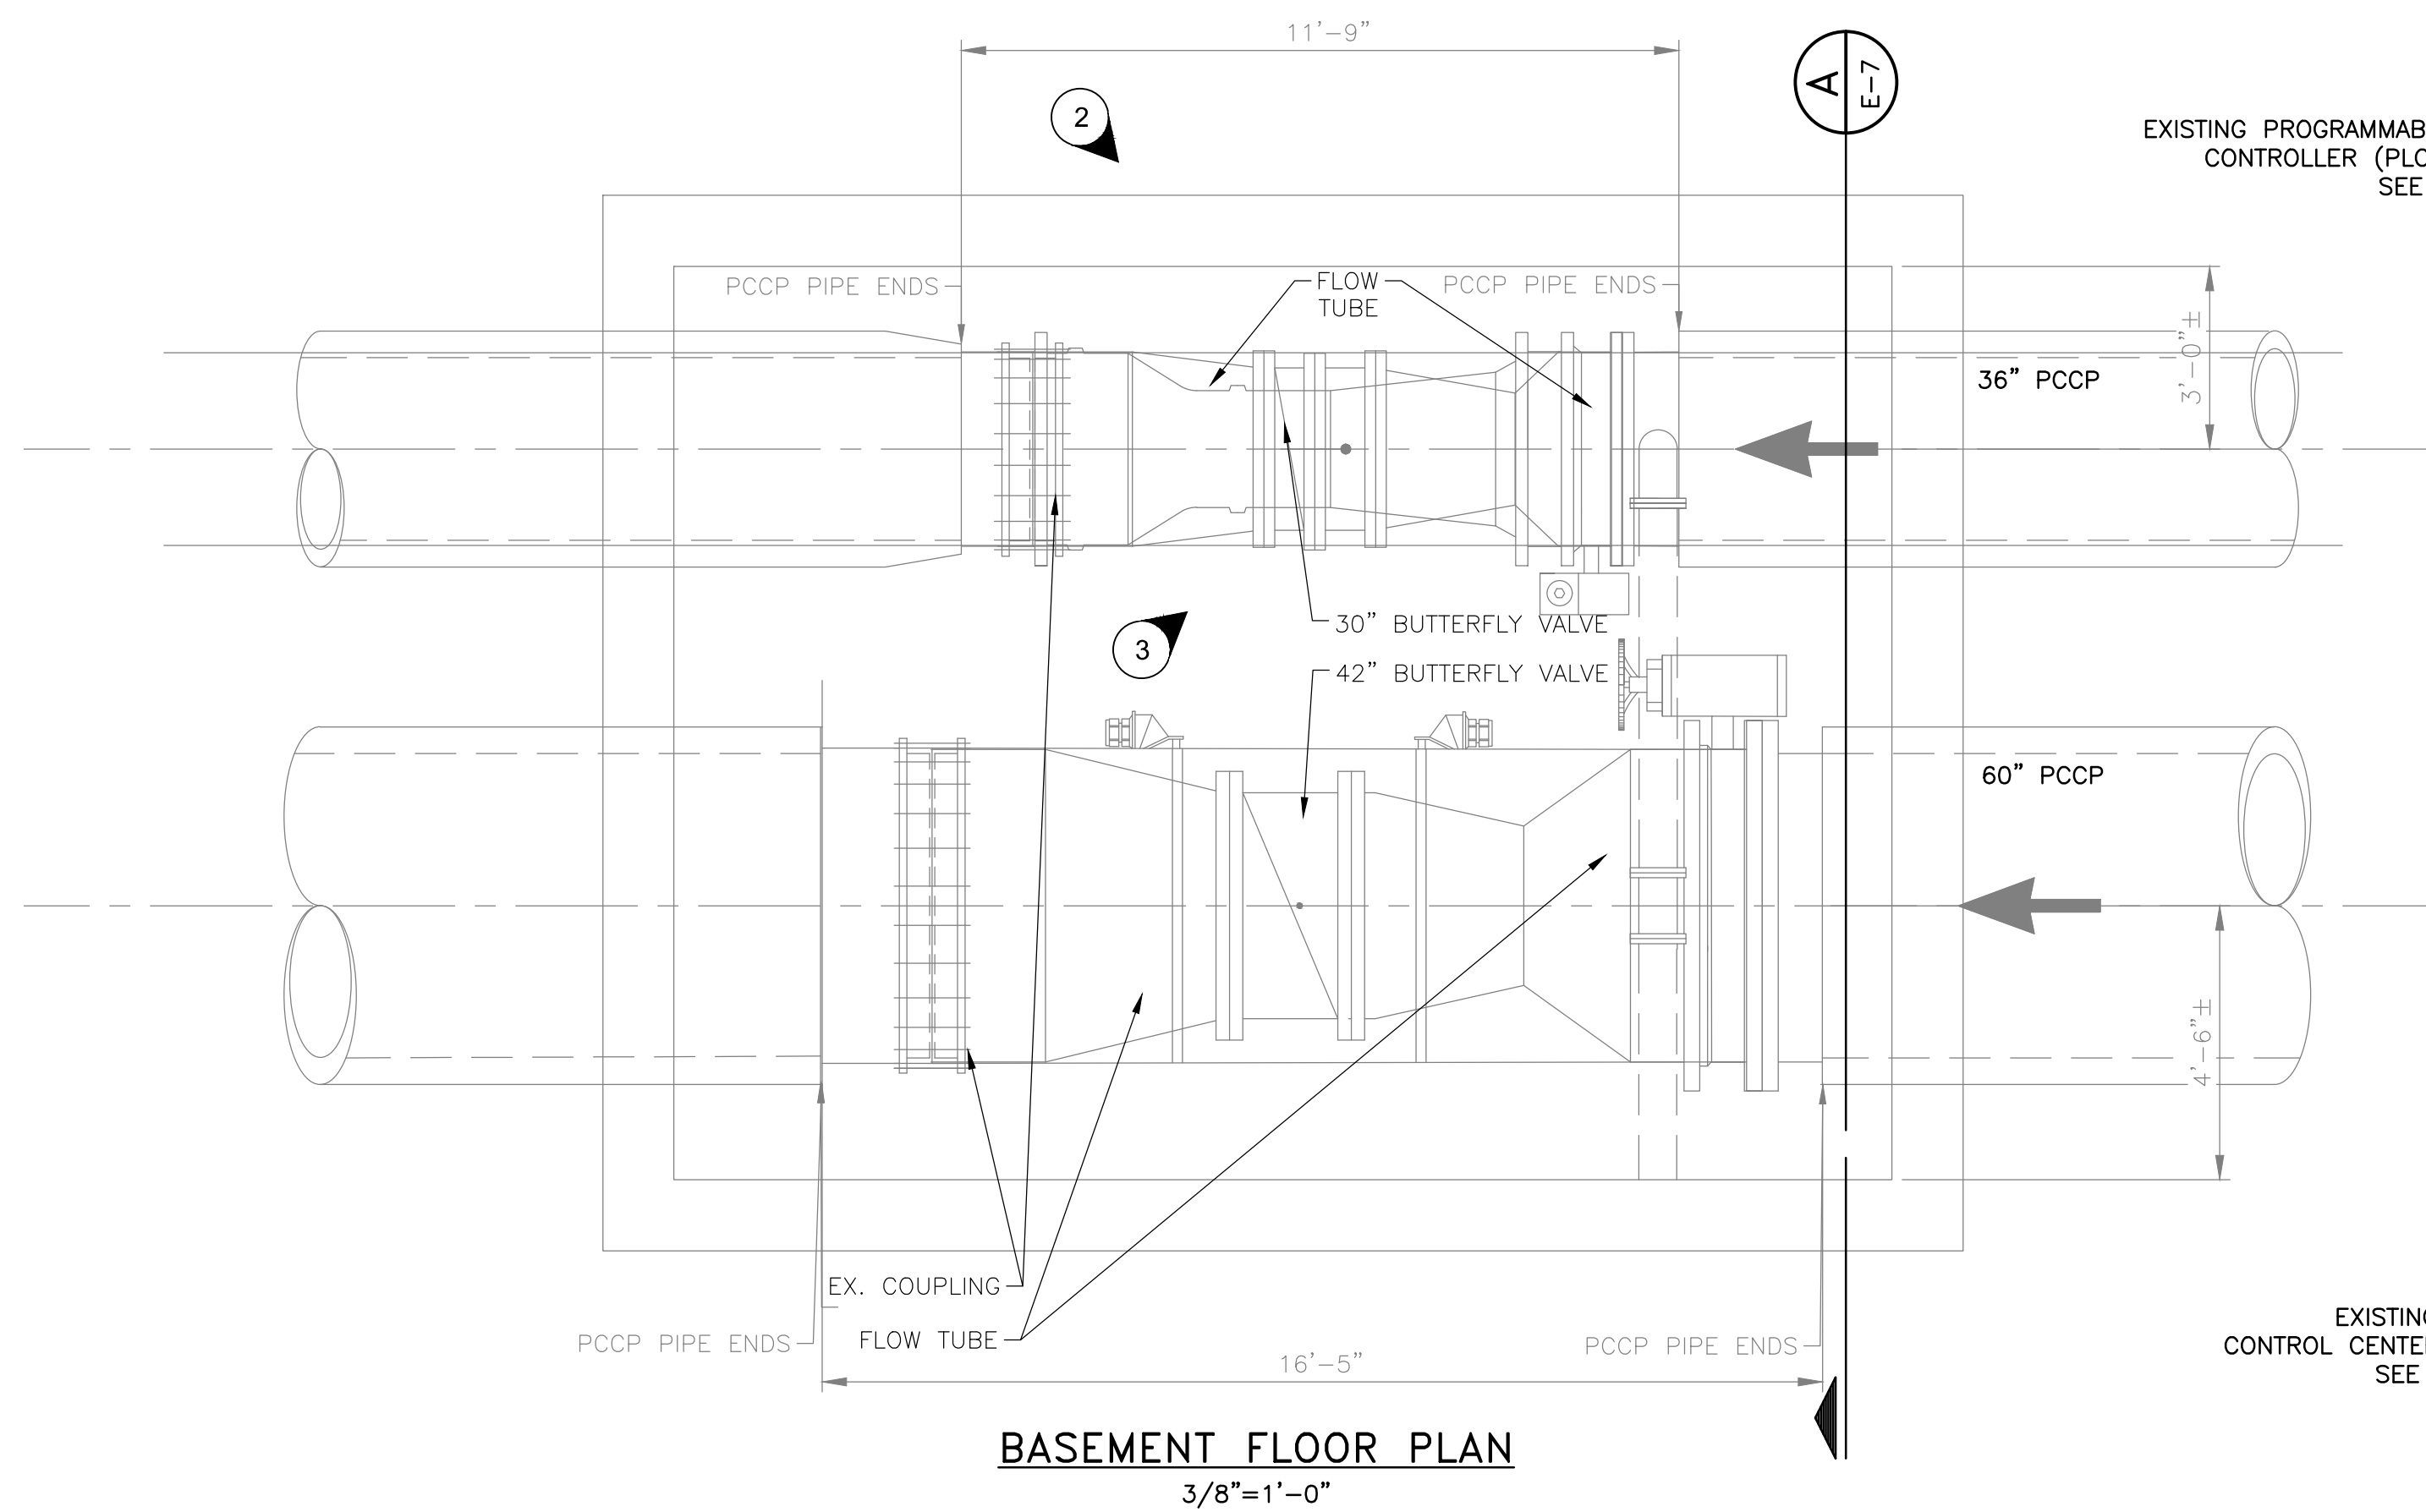 11'-9"
A
E-7
2
EXISTING PROGRAMMAB
CONTROLLER (PLC
SEE
PCCP PIPE ENDS
FLOW
TUBE
PCCP PIPE ENDS
3'-0"±
36" PCCP
30" BUTTERFLY VALVE
3
42" BUTTERFLY VALVE
60" PCCP
4'-6"±
EX. COUPLING
PCCP PIPE ENDS
FLOW TUBE
PCCP PIPE ENDS
16'-5"
EXISTING
CONTROL CENTER
SEE
BASEMENT FLOOR PLAN
3/8"=1'-0"